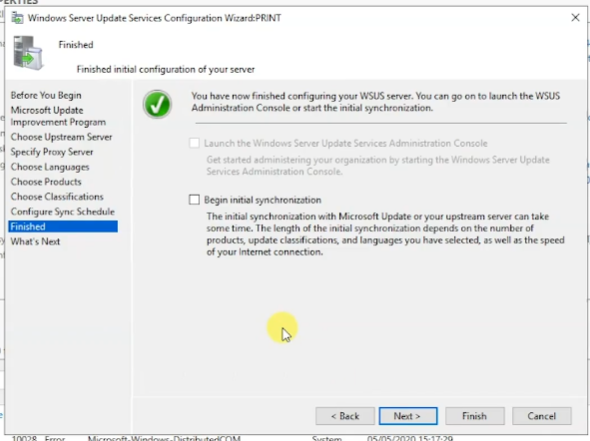 PERTIES
Windows Server Update Services Configuration Wizard:PRINT
Finished
Finished initial configuration of your server
Before You Begin
Microsoft Update
Improvement Program
Choose Upstream Server
Specify Proxy Server
Choose Languages
Choose Products
Choose Classifications
Configure Sync Schedule
Finished
What's Next
You have now finished configuring your WSUS server. You can go on to launch the WSUS
Administration Console or start the initial synchronization.
Launch the Windows Server Update Services Administration Console
Get started administering your organization by starting the Windows Server Update
Services Administration Console.
Begin initial synchronization
The initial synchronization with Microsoft Update or your upstream server can take
some time. The length of the initial synchronization depends on the number of
products, update classifications, and languages you have selected, as well as the speed
of your Internet connection.
< Back Next > Finish Cancel
10028 Error Microsoft-Windows-DistributedCOM System 05/05/2020 15:17:29